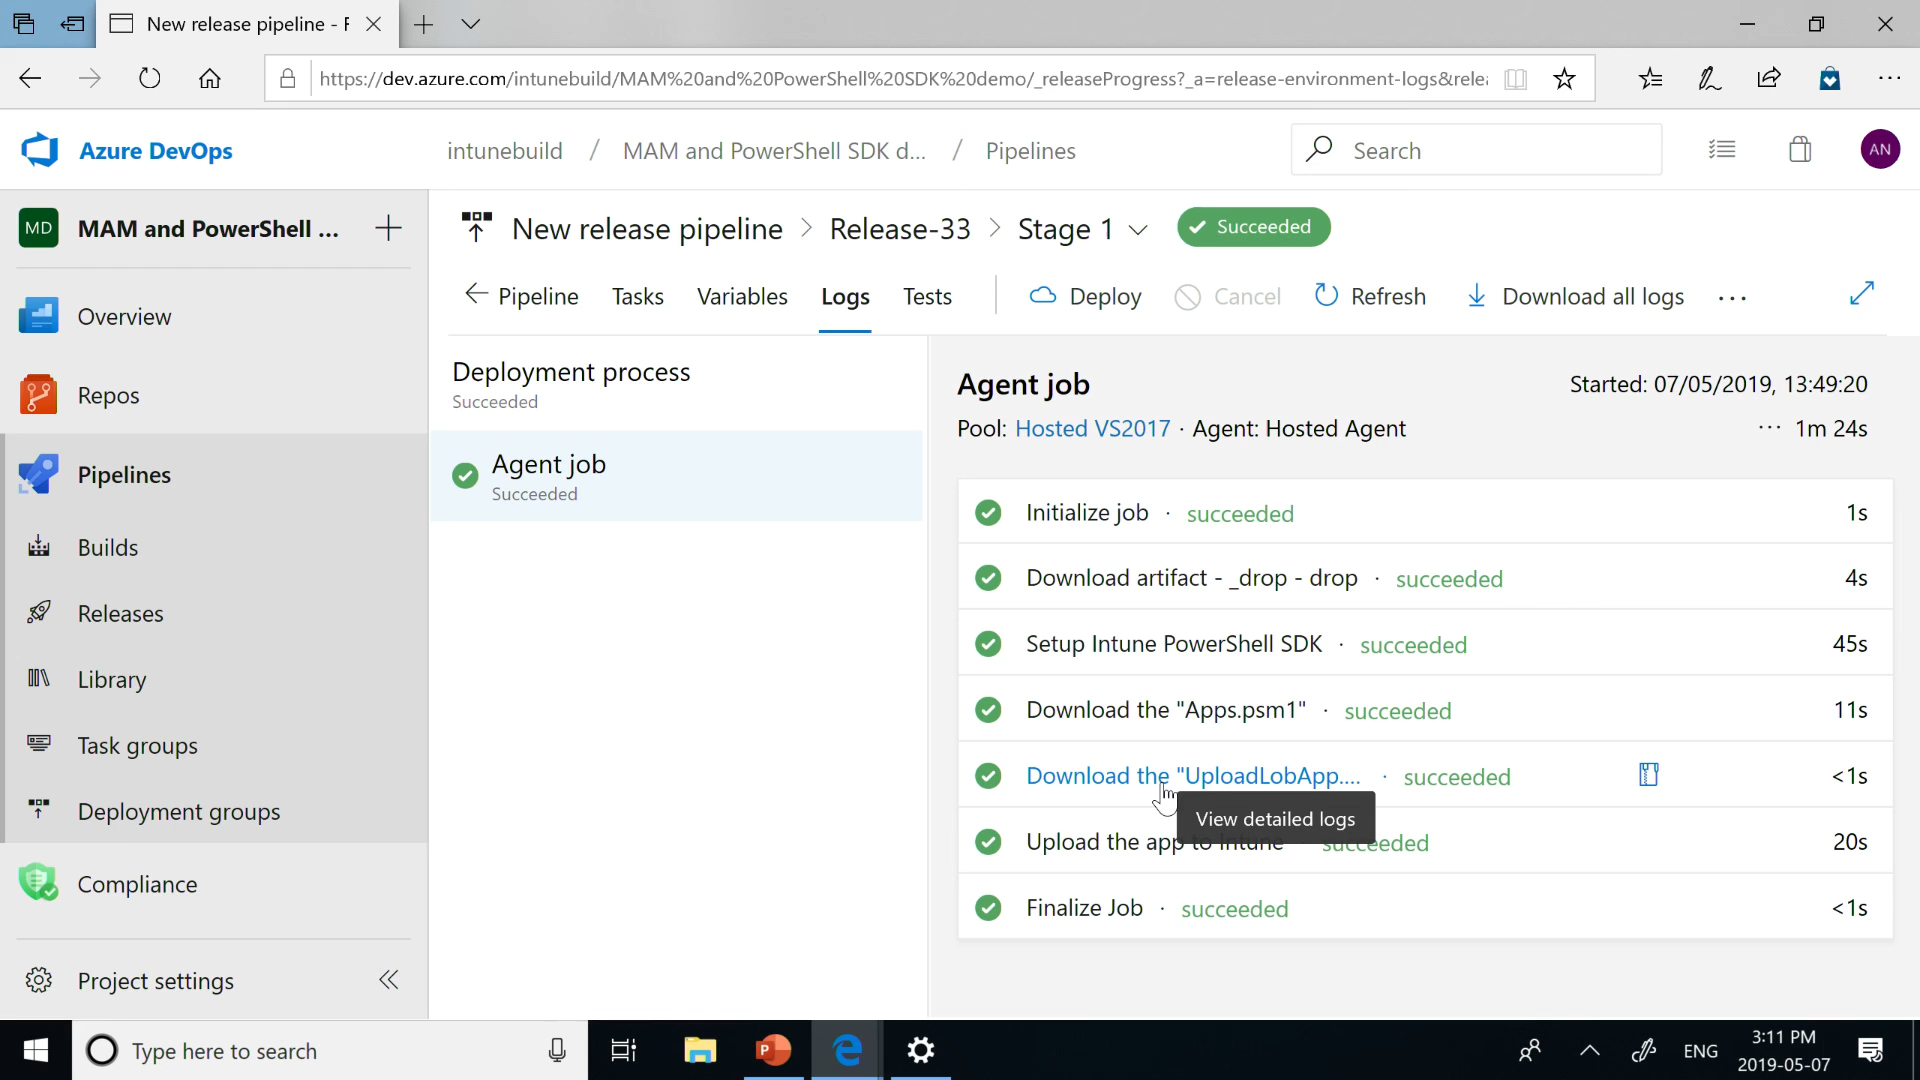 New release pipeline - F
https://dev.azure.com/intunebuild/MAM%20and%20PowerShell%20SDK%20demo/_releaseProgress?_a=release-environment-logs&rele
Azure DevOps
intunebuild / MAM and PowerShell SDK d... / Pipelines
Search
AN
MD MAM and PowerShell ...
New release pipeline > Release-33 > Stage 1
Succeeded
Pipeline Tasks Variables Logs Tests Deploy Cancel Refresh Download all logs ...
Overview
Repos
Pipelines
Builds
Releases
Library
Task groups
Deployment groups
Compliance
Project settings
Deployment process
Succeeded
Agent job
Succeeded
Agent job
Started: 07/05/2019, 13:49:20
Pool: Hosted VS2017 · Agent: Hosted Agent
... 1m 24s
Initialize job · succeeded 1s
Download artifact - _drop - drop · succeeded 4s
Setup Intune PowerShell SDK · succeeded 45s
Download the "Apps.psm1" · succeeded 11s
Download the "UploadLobApp.... · succeeded <1s
View detailed logs
Upload the app to Intune succeeded 20s
Finalize Job · succeeded <1s
Type here to search
ENG
3:11 PM
2019-05-07